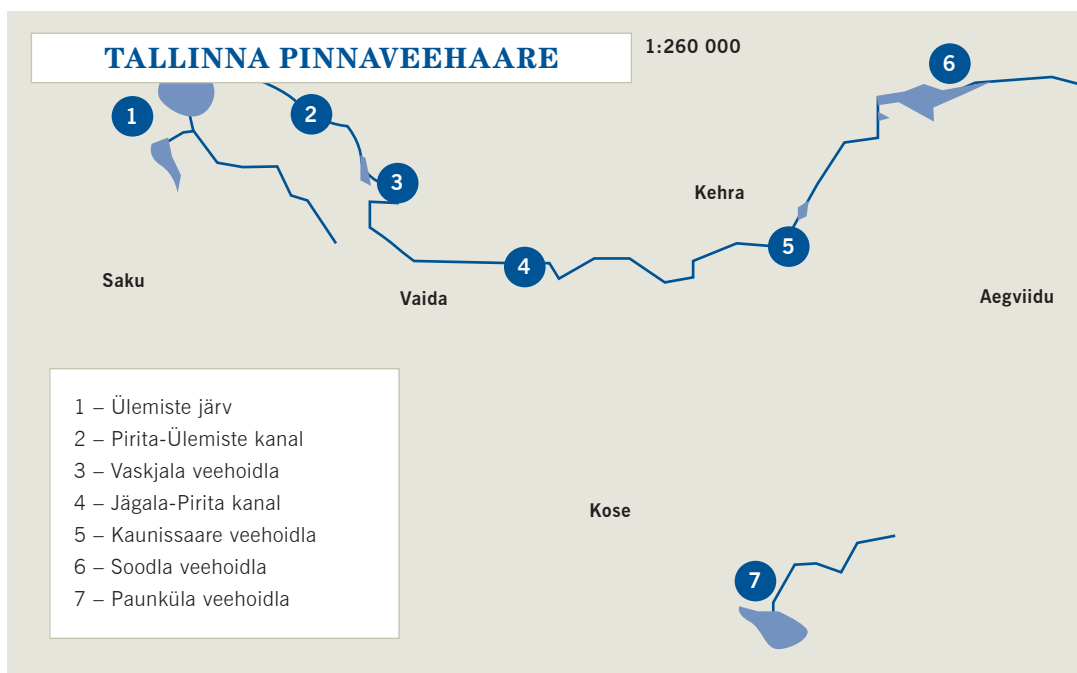 TALLINNA PINNAVEEHAARE
1:260 000
6
1
2
3
Kehra
5
4
Saku
Vaida
Aegviidu
1 – Ülemiste järv
2 – Pirita-Ülemiste kanal
3 – Vaskjala veehoidla
4 – Jägala-Pirita kanal
5 – Kaunissaare veehoidla
6 – Soodla veehoidla
7 – Paunküla veehoidla
Kose
7